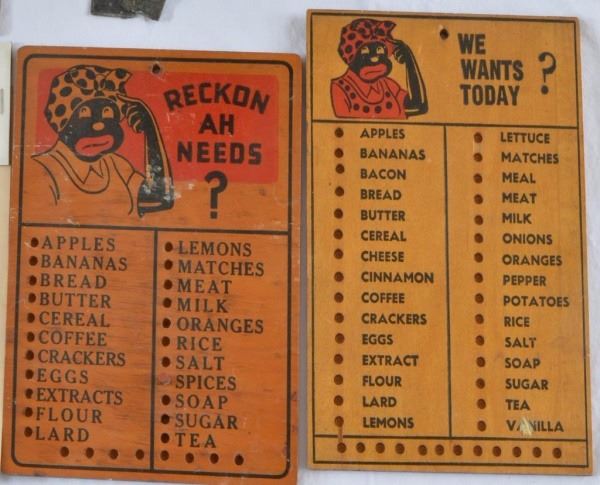 RECKON
AH
NEEDS
?
APPLES
BANANAS
BREAD
BUTTER
CEREAL
COFFEE
CRACKERS
EGGS
EXTRACTS
FLOUR
LARD
LEMONS
MATCHES
MEAT
MILK
ORANGES
RICE
SALT
SPICES
SOAP
SUGAR
TEA
WE
WANTS
TODAY
?
APPLES
BANANAS
BACON
BREAD
BUTTER
CEREAL
CHEESE
CINNAMON
COFFEE
CRACKERS
EGGS
EXTRACT
FLOUR
LARD
LEMONS
LETTUCE
MATCHES
MEAL
MEAT
MILK
ONIONS
ORANGES
PEPPER
POTATOES
RICE
SALT
SOAP
SUGAR
TEA
VANILLA